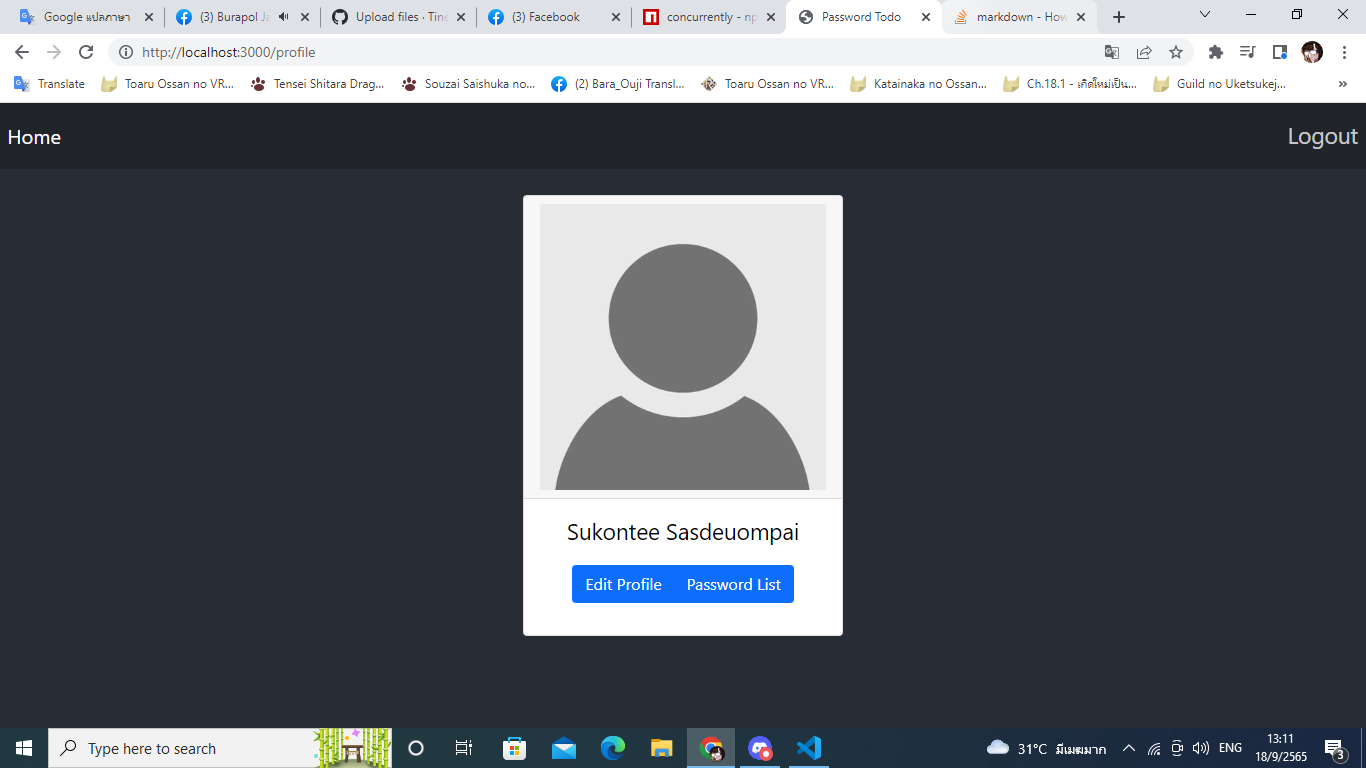 Google แปลภาษา
(3) Burapol Ja
Upload files · Tine
(3) Facebook
concurrently - np
Password Todo
markdown - How
http://localhost:3000/profile
Translate
Toaru Ossan no VR...
Tensei Shitara Drag...
Souzai Saishuka no...
(2) Bara_Ouji Transl...
Toaru Ossan no VR...
Katainaka no Ossan...
Ch.18.1 - เกิดใหม่เป็น...
Guild no Uketsukej...
»
Home
Logout
Sukontee Sasdeuompai
Edit Profile
Password List
Type here to search
31°C มีเมฆมาก
ENG
13:11
18/9/2565
3